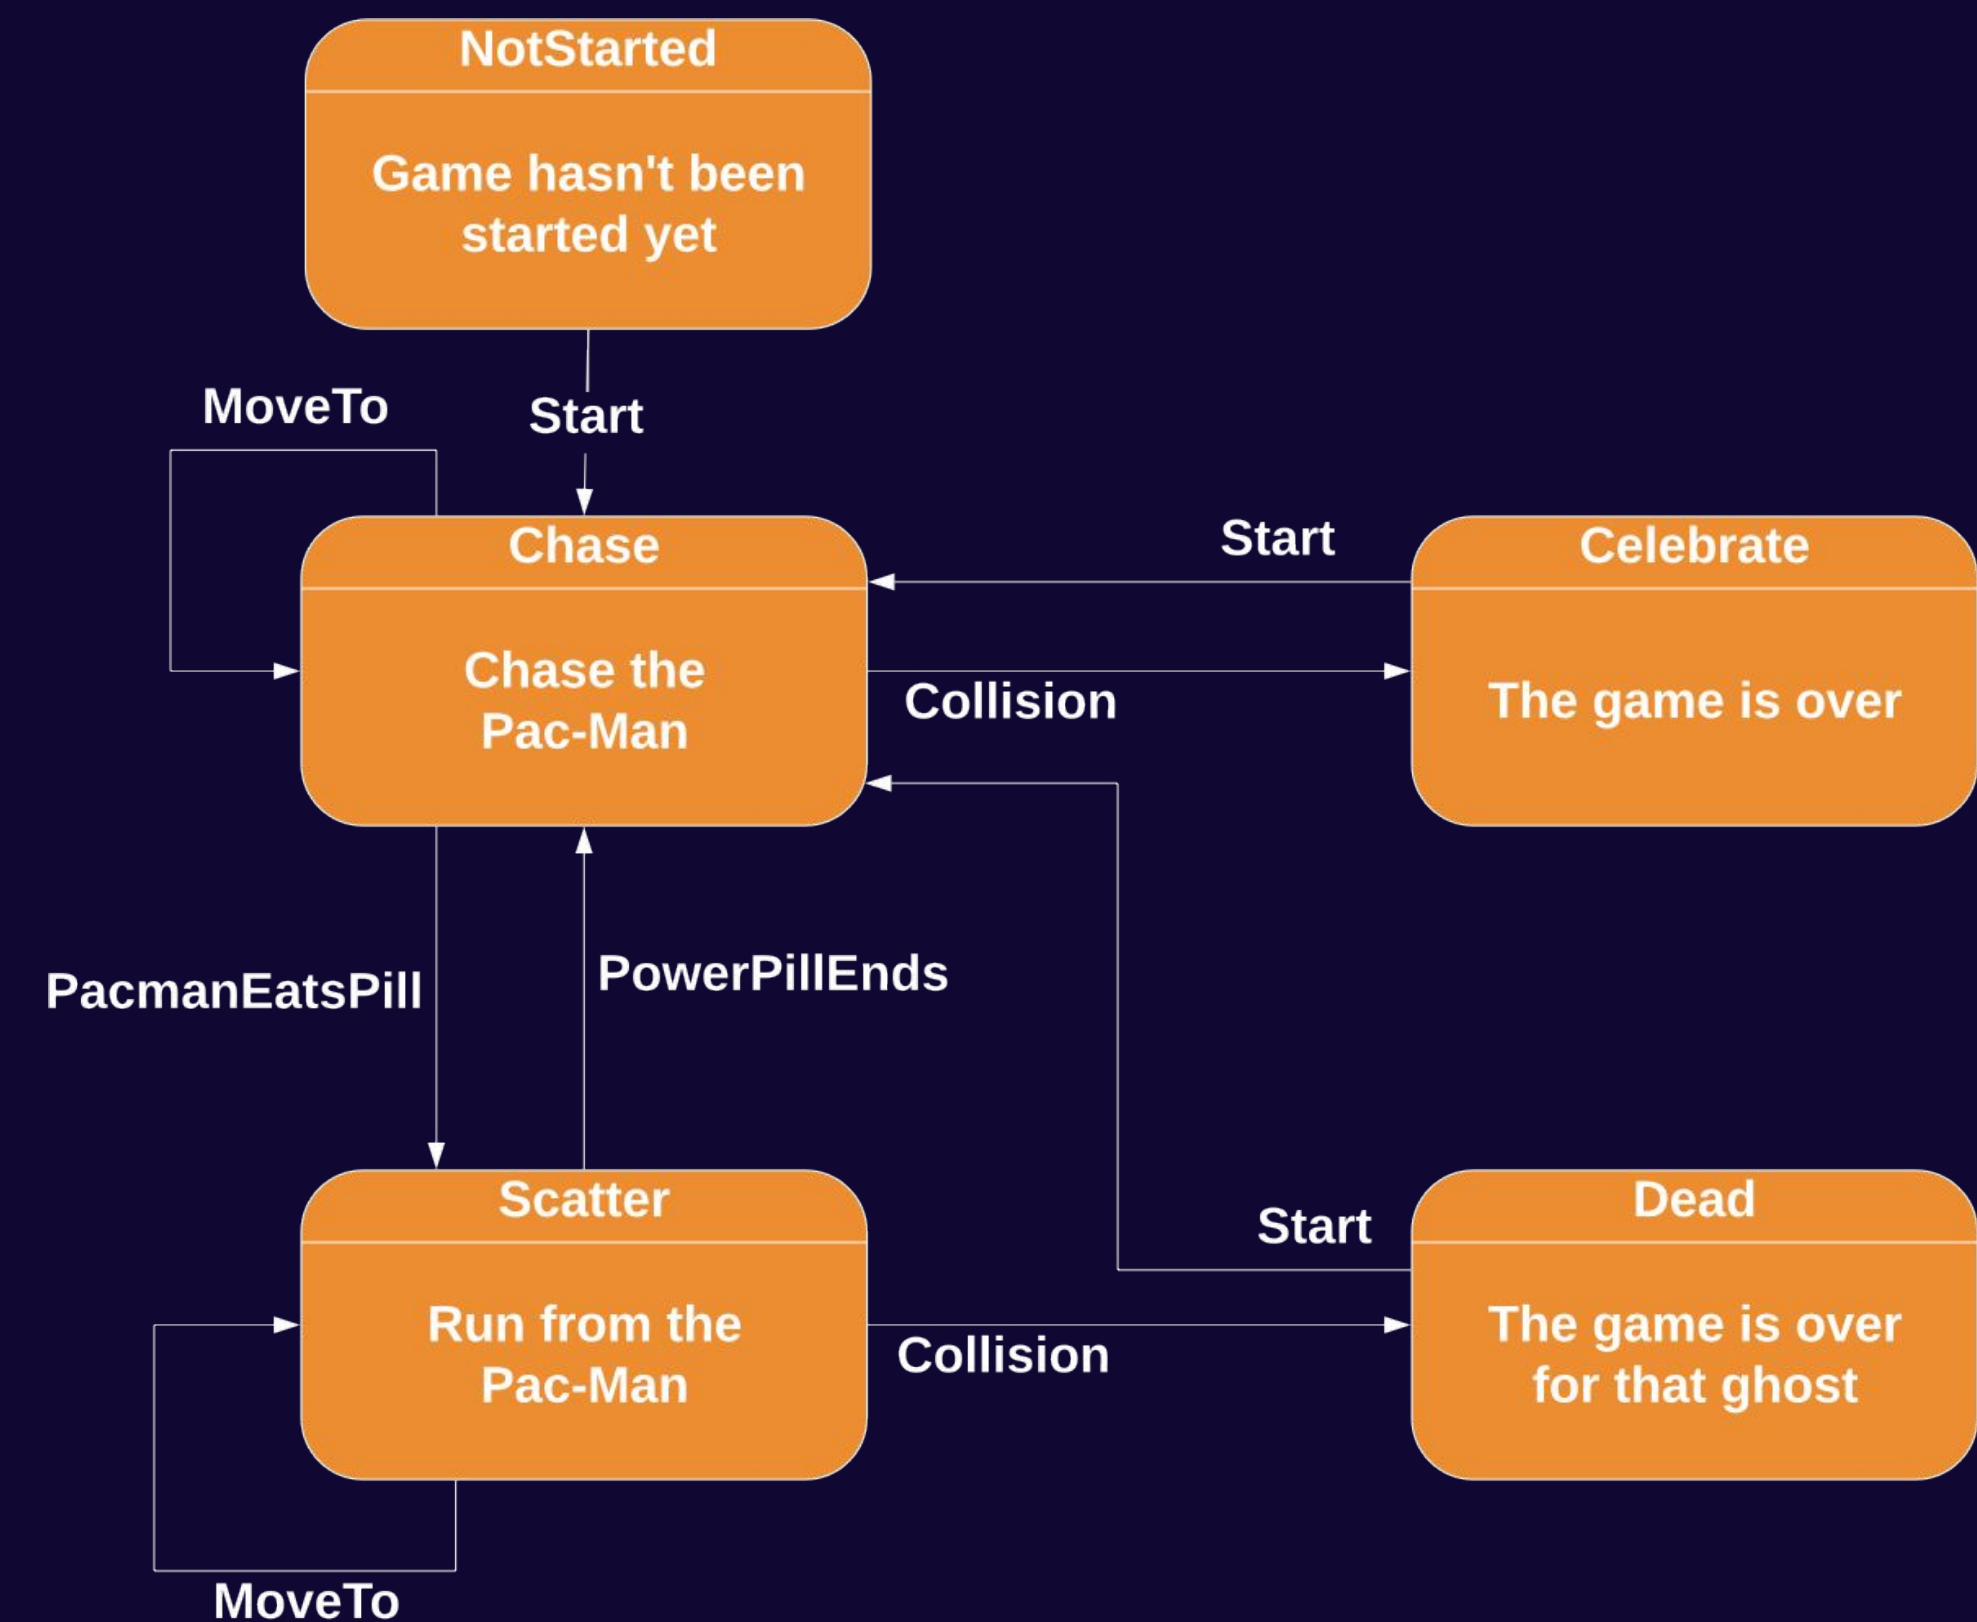 NotStarted
Game hasn't been
started yet
MoveTo
Start
Chase
Chase the
Pac-Man
Start
Collision
Celebrate
The game is over
PacmanEatsPill
PowerPillEnds
Scatter
Run from the
Pac-Man
Start
Collision
Dead
The game is over
for that ghost
MoveTo